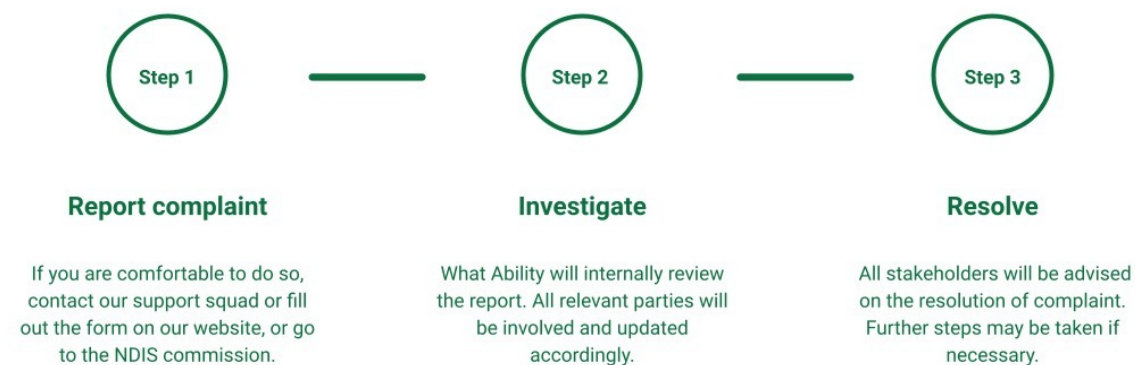 Step 1
Step 2
Step 3
Report complaint
If you are comfortable to do so,
contact our support squad or fill
out the form on our website, or go
to the NDIS commission.
Investigate
What Ability will internally review
the report. All relevant parties will
be involved and updated
accordingly.
Resolve
All stakeholders will be advised
on the resolution of complaint.
Further steps may be taken if
necessary.